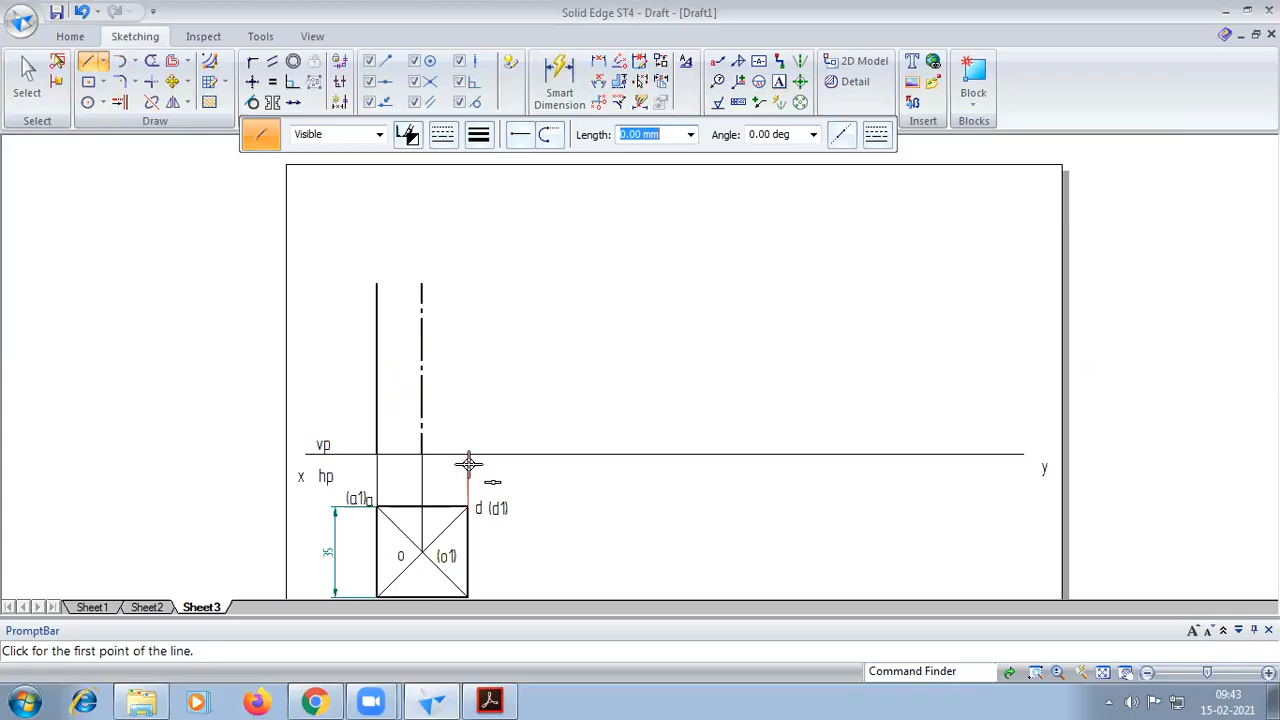 Solid Edge ST4 - Draft - [Draft1]
Home Sketching Inspect Tools View
Select
Smart
Dimension
A
2D Model
Detail
Block
T
Select Draw Insert Blocks
Visible Length: 0.00 mm Angle: 0.00 deg
vp
x hp y
(a1)a d (d1)
35 o (o1)
Sheet1 Sheet2 Sheet3
PromptBar
Click for the first point of the line.
Command Finder
09:43
15-02-2021